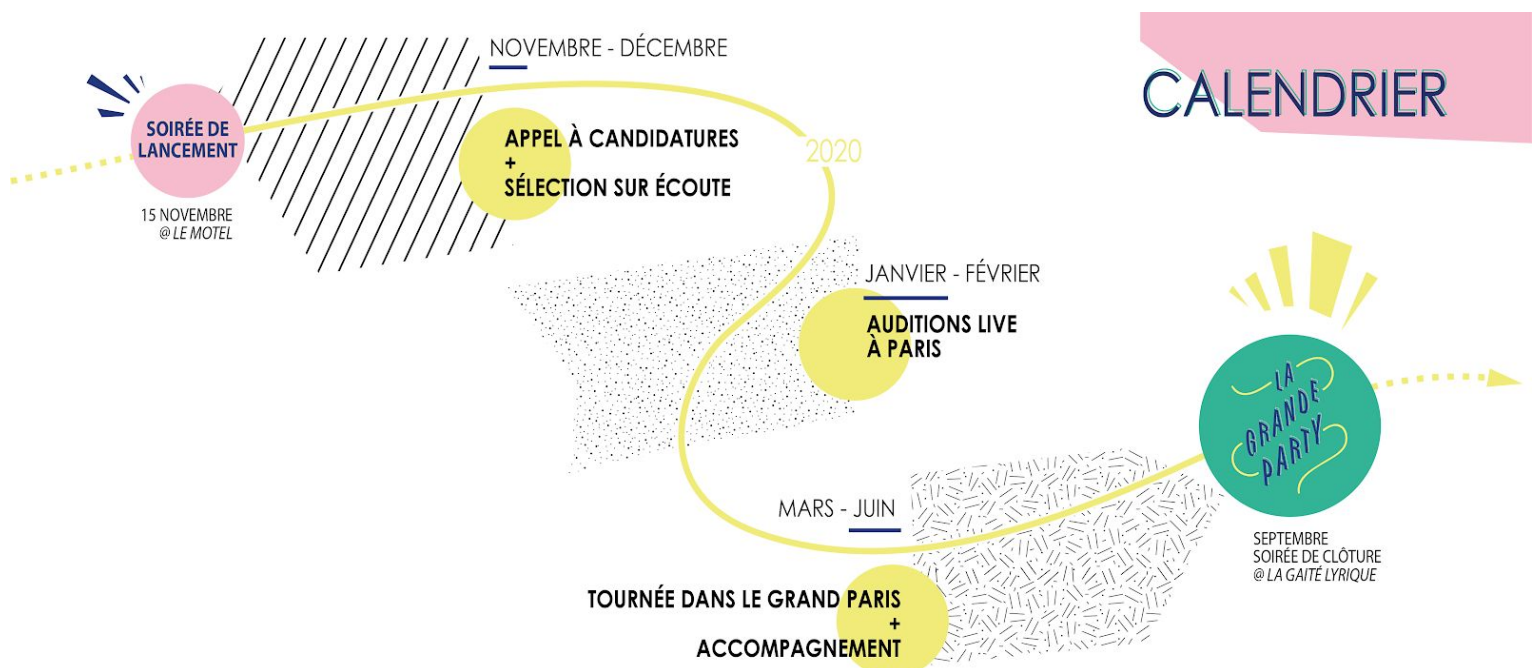 CALENDRIER
SOIRÉE DE
LANCEMENT
15 NOVEMBRE
@ LE MOTEL
NOVEMBRE - DÉCEMBRE
APPEL À CANDIDATURES
+
SÉLECTION SUR ÉCOUTE
2020
JANVIER - FÉVRIER
AUDITIONS LIVE
À PARIS
MARS - JUIN
TOURNÉE DANS LE GRAND PARIS
+
ACCOMPAGNEMENT
LA
GRANDE
PARTY
SEPTEMBRE
SOIRÉE DE CLÔTURE
@ LA GAITÉ LYRIQUE